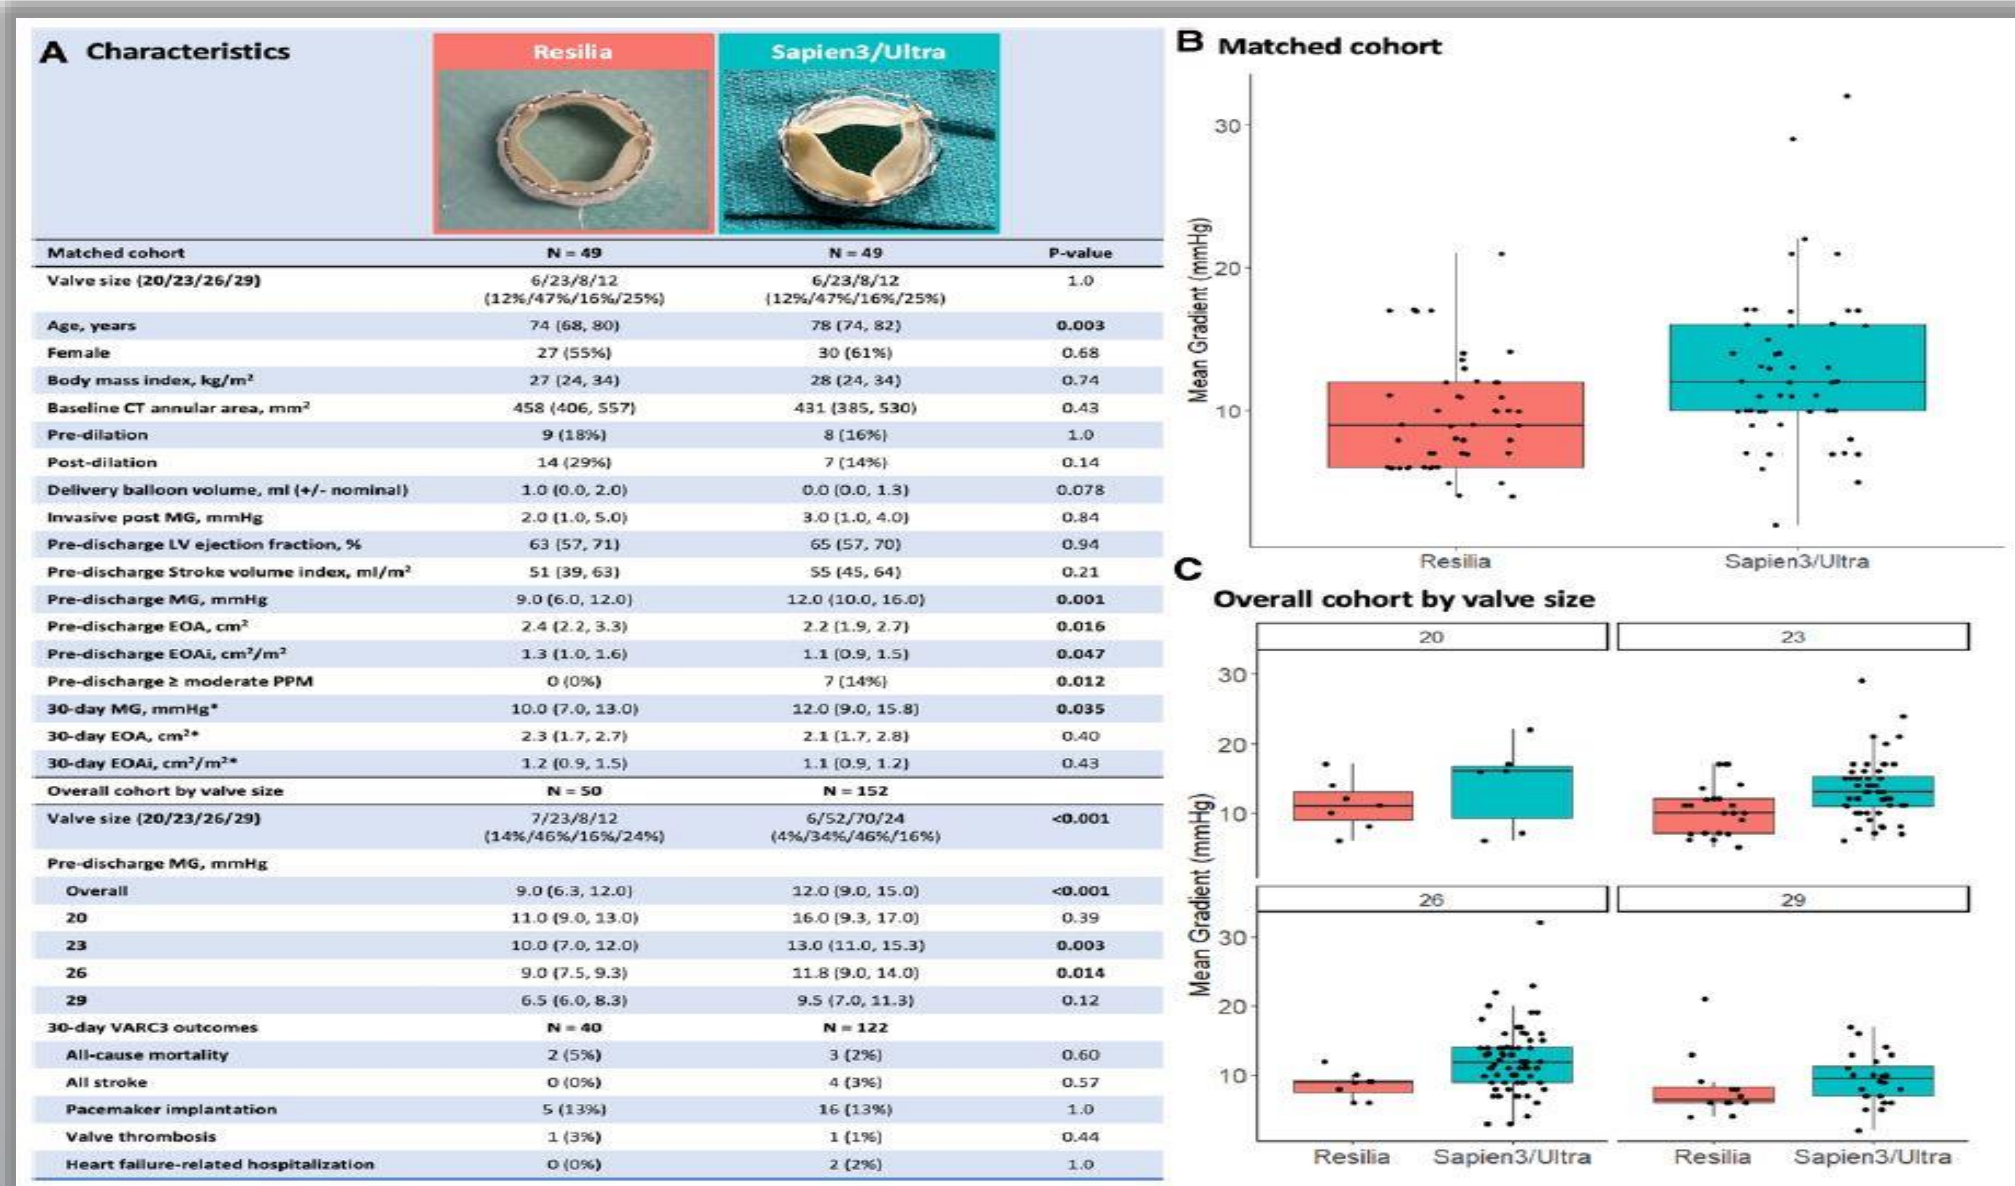 A Characteristics
Resilia
Sapien3/Ultra
Matched cohort N = 49 N = 49 P-value
Valve size (20/23/26/29) 6/23/8/12 6/23/8/12 1.0
(12%/47%/16%/25%) (12%/47%/16%/25%)
Age, years 74 (68, 80) 78 (74, 82) 0.003
Female 27 (55%) 30 (61%) 0.68
Body mass index, kg/m² 27 (24, 34) 28 (24, 34) 0.74
Baseline CT annular area, mm² 458 (406, 557) 431 (385, 530) 0.43
Pre-dilation 9 (18%) 8 (16%) 1.0
Post-dilation 14 (29%) 7 (14%) 0.14
Delivery balloon volume, ml (+/- nominal) 1.0 (0.0, 2.0) 0.0 (0.0, 1.3) 0.078
Invasive post MG, mmHg 2.0 (1.0, 5.0) 3.0 (1.0, 4.0) 0.84
Pre-discharge LV ejection fraction, % 63 (57, 71) 65 (57, 70) 0.94
Pre-discharge Stroke volume index, ml/m² 51 (39, 63) 55 (45, 64) 0.21
Pre-discharge MG, mmHg 9.0 (6.0, 12.0) 12.0 (10.0, 16.0) 0.001
Pre-discharge EOA, cm² 2.4 (2.2, 3.3) 2.2 (1.9, 2.7) 0.016
Pre-discharge EOAi, cm²/m² 1.3 (1.0, 1.6) 1.1 (0.9, 1.5) 0.047
Pre-discharge ≥ moderate PPM 0 (0%) 7 (14%) 0.012
30-day MG, mmHg* 10.0 (7.0, 13.0) 12.0 (9.0, 15.8) 0.035
30-day EOA, cm²* 2.3 (1.7, 2.7) 2.1 (1.7, 2.8) 0.40
30-day EOAi, cm²/m²* 1.2 (0.9, 1.5) 1.1 (0.9, 1.2) 0.43
Overall cohort by valve size N = 50 N = 152
Valve size (20/23/26/29) 7/23/8/12 6/52/70/24 <0.001
(14%/46%/16%/24%) (4%/34%/46%/16%)
Pre-discharge MG, mmHg
Overall 9.0 (6.3, 12.0) 12.0 (9.0, 15.0) <0.001
20 11.0 (9.0, 13.0) 16.0 (9.3, 17.0) 0.39
23 10.0 (7.0, 12.0) 13.0 (11.0, 15.3) 0.003
26 9.0 (7.5, 9.3) 11.8 (9.0, 14.0) 0.014
29 6.5 (6.0, 8.3) 9.5 (7.0, 11.3) 0.12
30-day VARC3 outcomes N = 40 N = 122
All-cause mortality 2 (5%) 3 (2%) 0.60
All stroke 0 (0%) 4 (3%) 0.57
Pacemaker implantation 5 (13%) 16 (13%) 1.0
Valve thrombosis 1 (3%) 1 (1%) 0.44
Heart failure-related hospitalization 0 (0%) 2 (2%) 1.0
B Matched cohort
Mean Gradient (mmHg)
30
20
10
Resilia Sapien3/Ultra
C
Overall cohort by valve size
Mean Gradient (mmHg)
20 23
30
20
10
26 29
30
20
10
Resilia Sapien3/Ultra Resilia Sapien3/Ultra